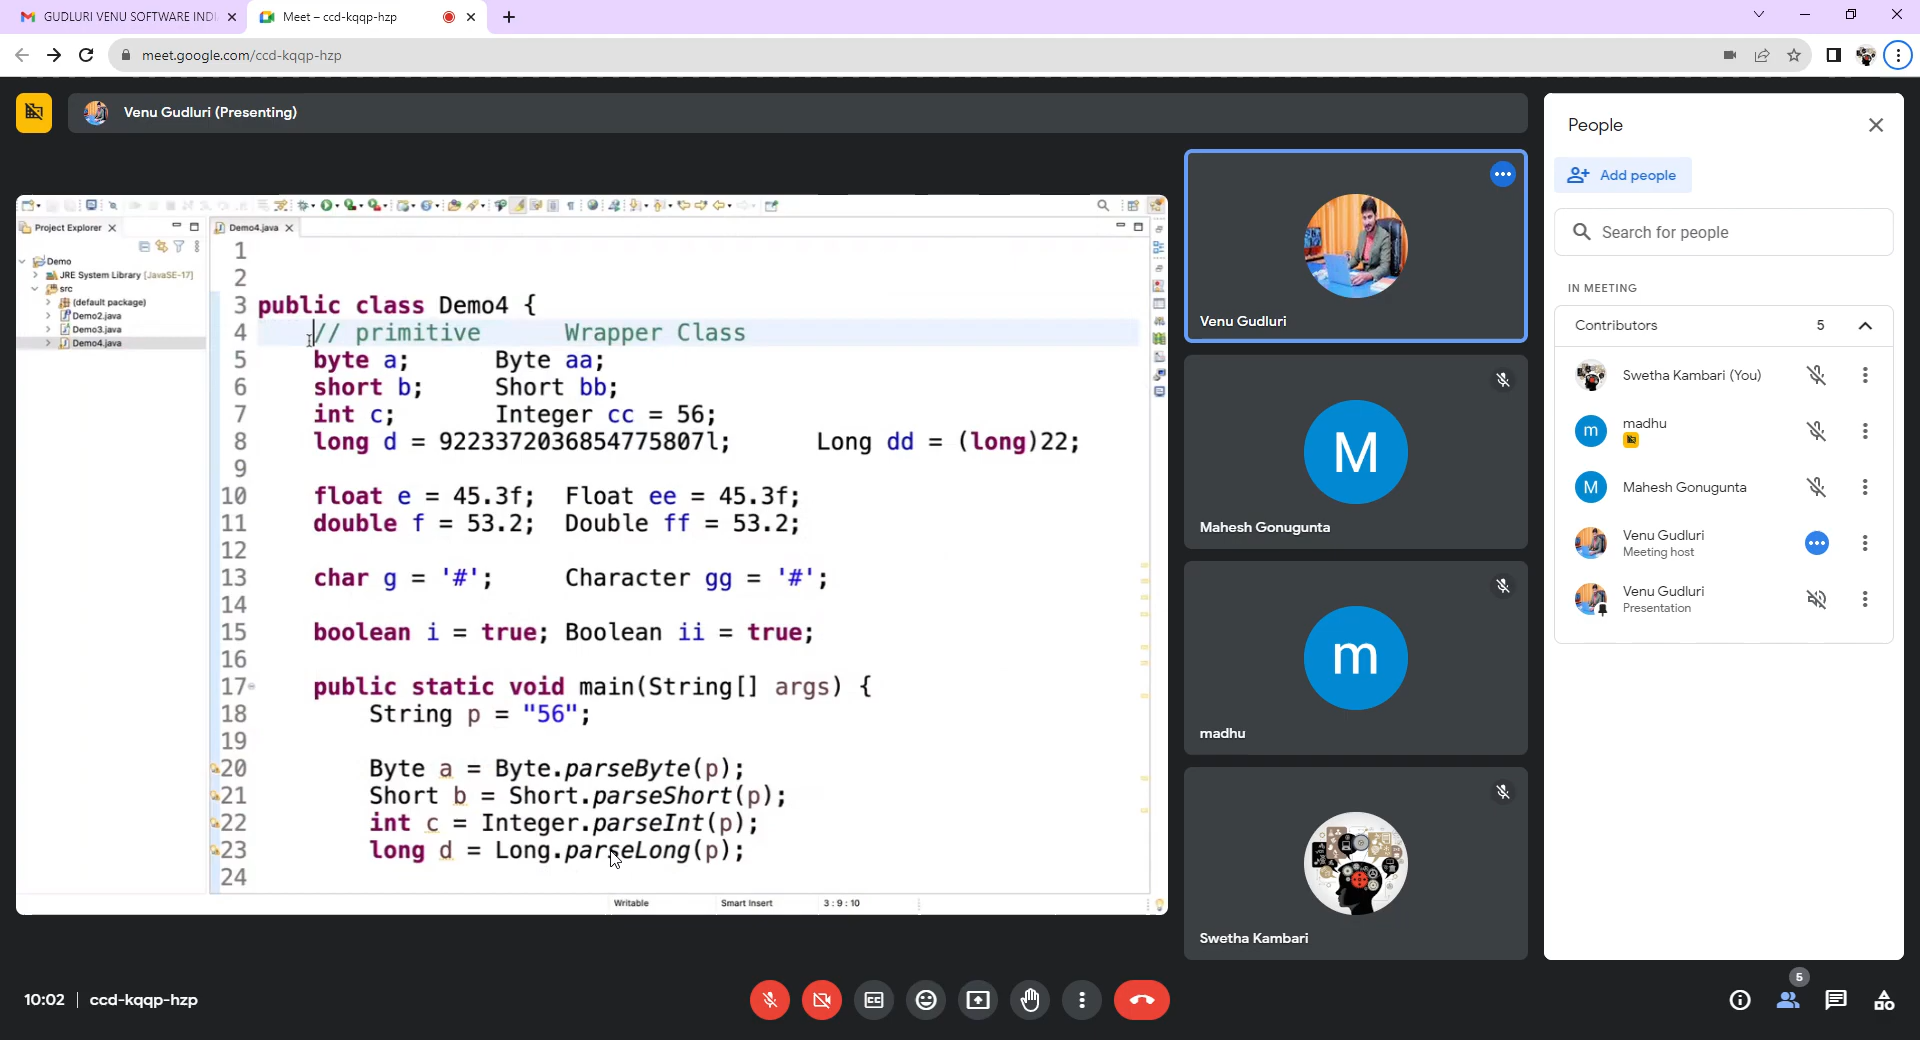 GUDLURI VENU SOFTWARE INDI
Meet – ccd-kqqp-hzp
meet.google.com/ccd-kqqp-hzp
Venu Gudluri (Presenting)
Project Explorer
Demo
JRE System Library [JavaSE-17]
src
(default package)
Demo2.java
Demo3.java
Demo4.java
Demo4.java
1
2
3 public class Demo4 {
4 // primitive Wrapper Class
5 byte a; Byte aa;
6 short b; Short bb;
7 int c; Integer cc = 56;
8 long d = 9223372036854775807l; Long dd = (long)22;
9
10 float e = 45.3f; Float ee = 45.3f;
11 double f = 53.2; Double ff = 53.2;
12
13 char g = '#'; Character gg = '#';
14
15 boolean i = true; Boolean ii = true;
16
17 public static void main(String[] args) {
18 String p = "56";
19
20 Byte a = Byte.parseByte(p);
21 Short b = Short.parseShort(p);
22 int c = Integer.parseInt(p);
23 long d = Long.parseLong(p);
24
Writable Smart Insert 3 : 9 : 10
Venu Gudluri
M
Mahesh Gonugunta
m
madhu
Swetha Kambari
People
Add people
Search for people
IN MEETING
Contributors 5
Swetha Kambari (You)
m madhu
M Mahesh Gonugunta
Venu Gudluri
Meeting host
Venu Gudluri
Presentation
10:02 | ccd-kqqp-hzp
CC
5